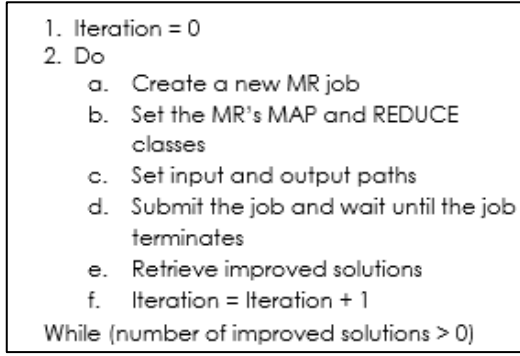 1. Iteration = 0
2. Do
a. Create a new MR job
b. Set the MR's MAP and REDUCE
classes
c. Set input and output paths
d. Submit the job and wait until the job
terminates
e. Retrieve improved solutions
f. Iteration = Iteration + 1
While (number of improved solutions > 0)